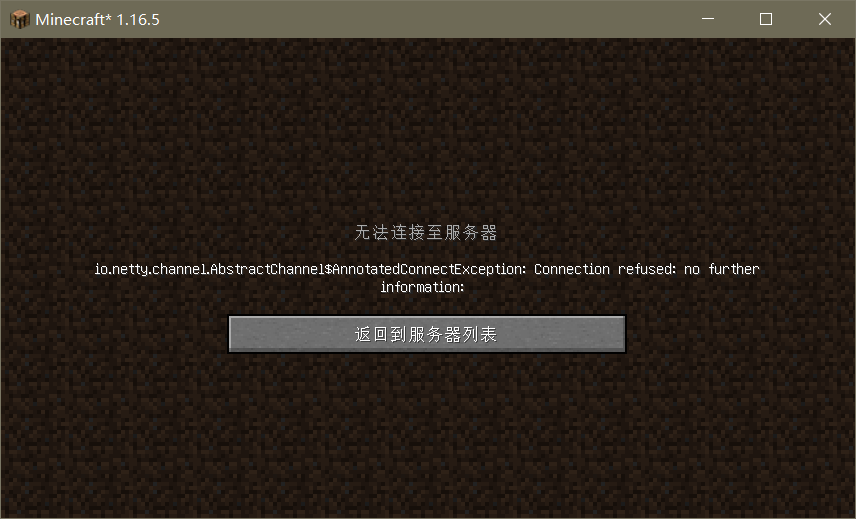 Minecraft* 1.16.5
无法连接至服务器
io.netty.channel.AbstractChannel$AnnotatedConnectException: Connection refused: no further
information:
返回到服务器列表